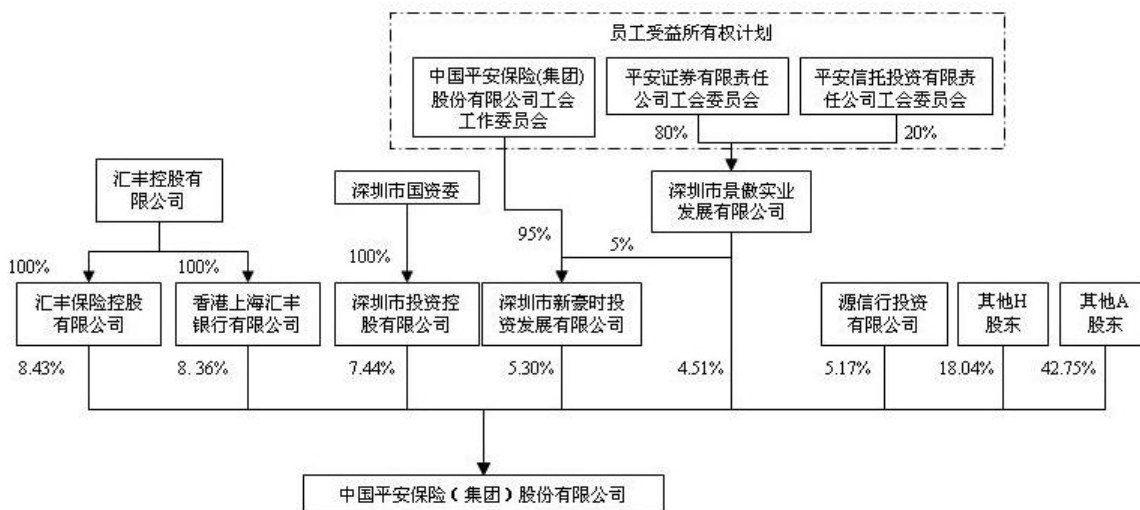 员工受益所有权计划
中国平安保险(集团)
股份有限公司工会
工作委员会
平安证券有限责任
公司工会委员会
平安信托投资有限责
任公司工会委员会
80%
20%
汇丰控股有
限公司
深圳市国资委
深圳市景傲实业
发展有限公司
95%
5%
100%
100%
100%
汇丰保险控股
有限公司
香港上海汇丰
银行有限公司
深圳市投资控
股有限公司
深圳市新豪时投
资发展有限公司
源信行投资
有限公司
其他H
股东
其他A
股东
8.43%
8.36%
7.44%
5.30%
4.51%
5.17%
18.04%
42.75%
中国平安保险（集团）股份有限公司